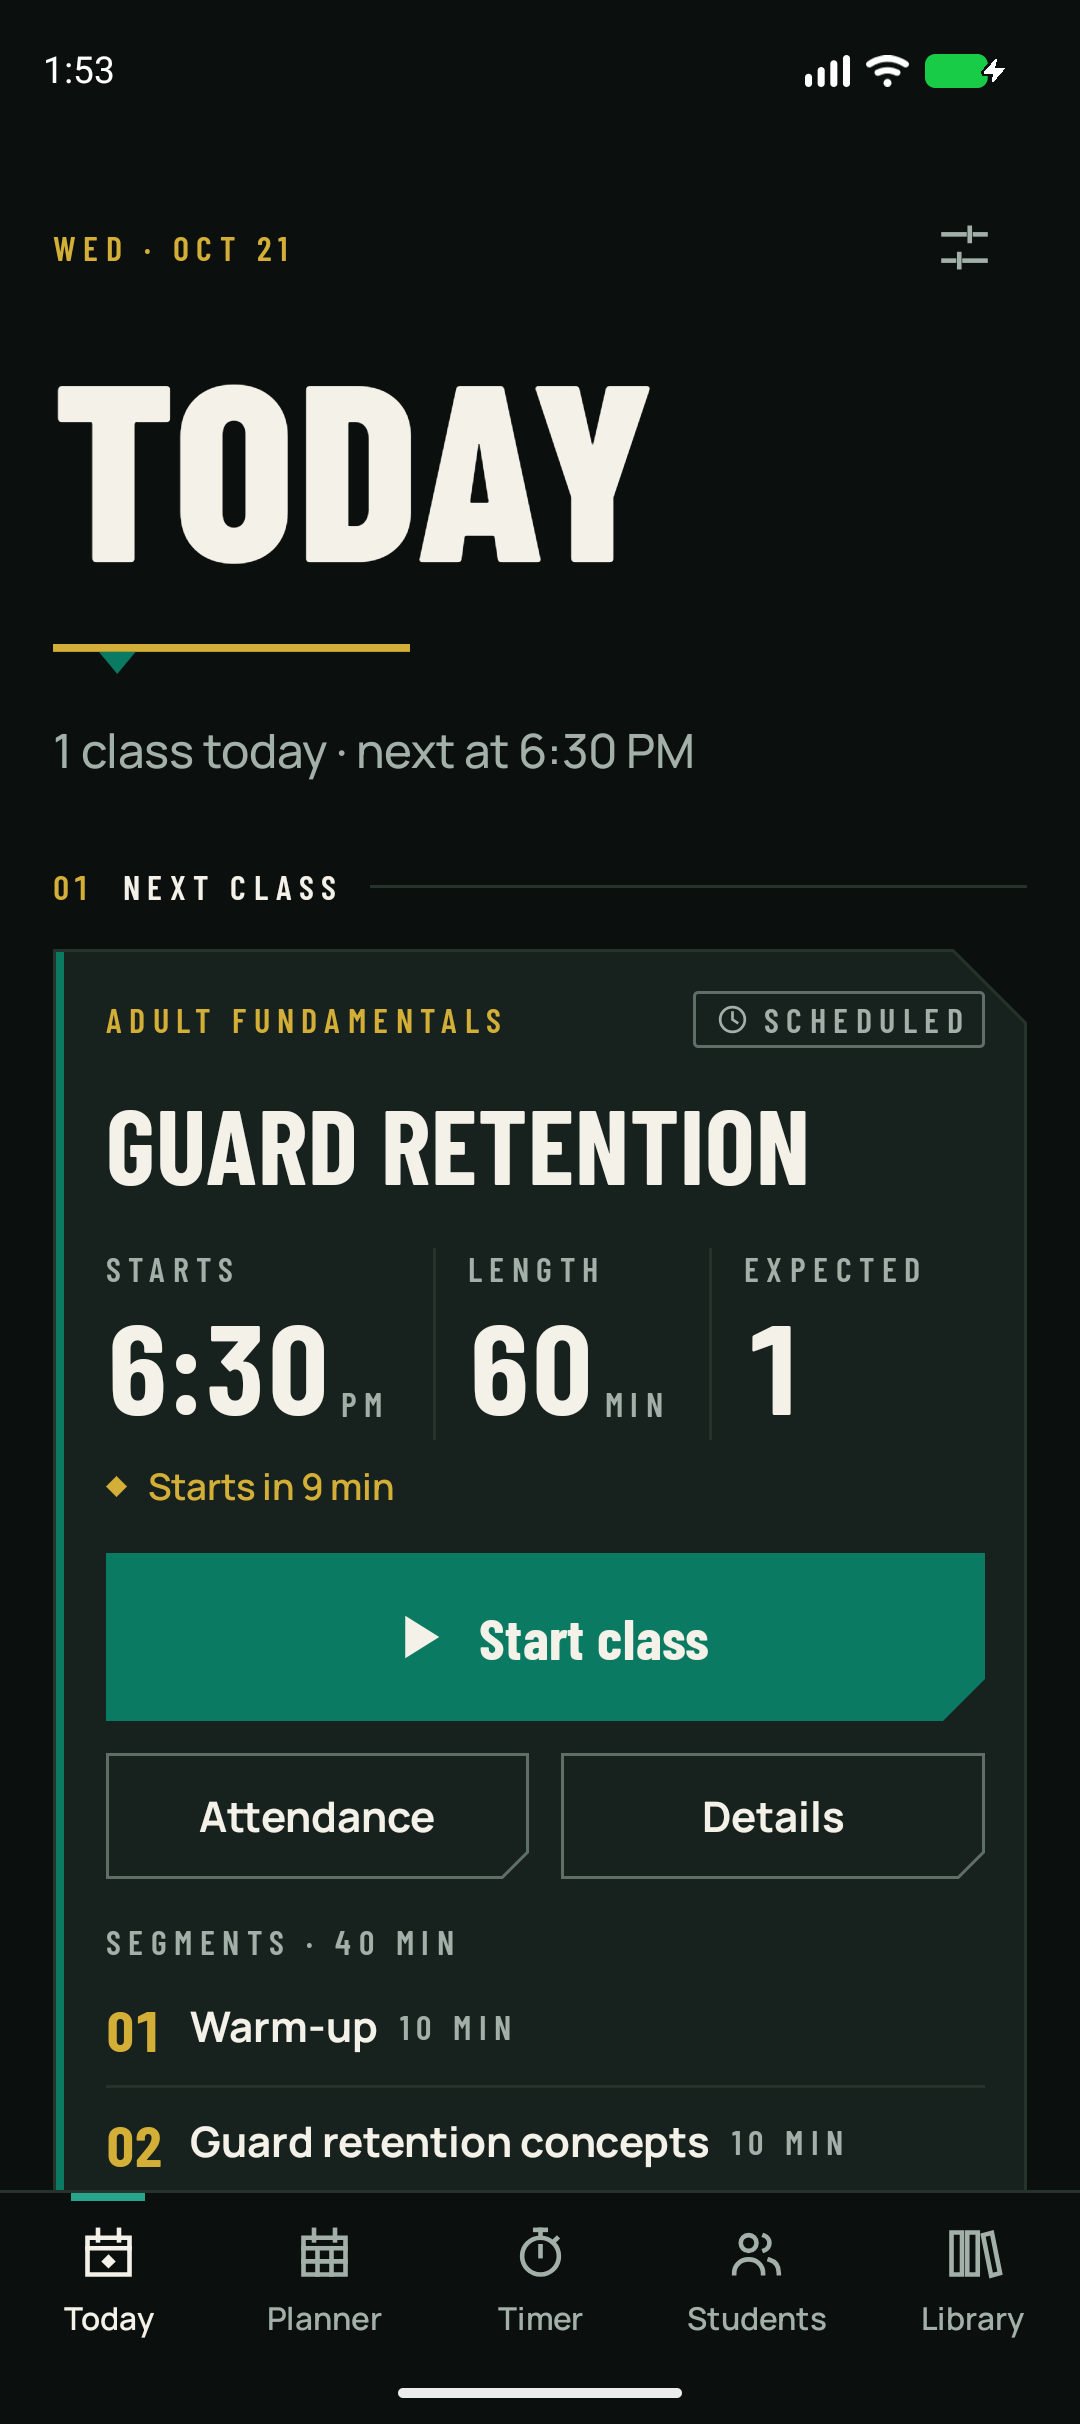 1:53
WED · OCT 21
TODAY
1 class today · next at 6:30 PM
01 NEXT CLASS
ADULT FUNDAMENTALS SCHEDULED
GUARD RETENTION
STARTS LENGTH EXPECTED
6:30 PM 60 MIN 1
Starts in 9 min
Start class
Attendance Details
SEGMENTS · 40 MIN
01 Warm-up 10 MIN
02 Guard retention concepts 10 MIN
Today Planner Timer Students Library